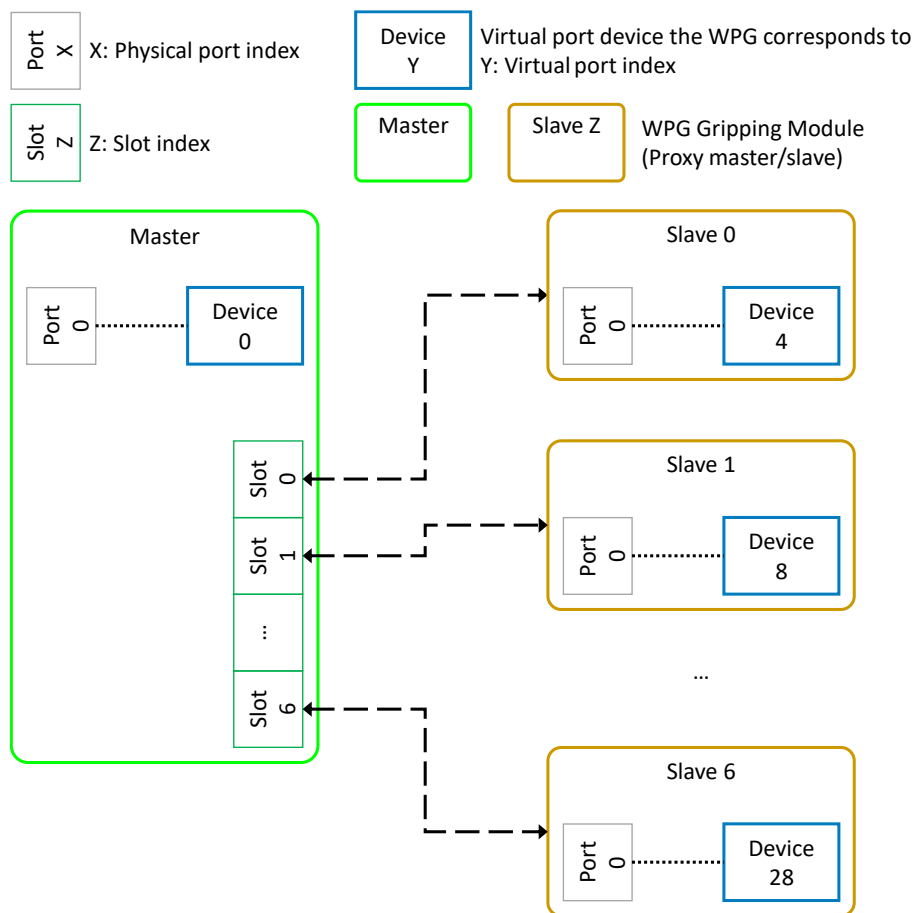 Port X
X: Physical port index
Device
Y
Virtual port device the WPG corresponds to
Y: Virtual port index
Slot Z
Z: Slot index
Master
Slave Z
WPG Gripping Module
(Proxy master/slave)
Master
Port 0
Device
0
Slot 0
Slot 1
...
Slot 6
Slave 0
Port 0
Device
4
Slave 1
Port 0
Device
8
...
Slave 6
Port 0
Device
28